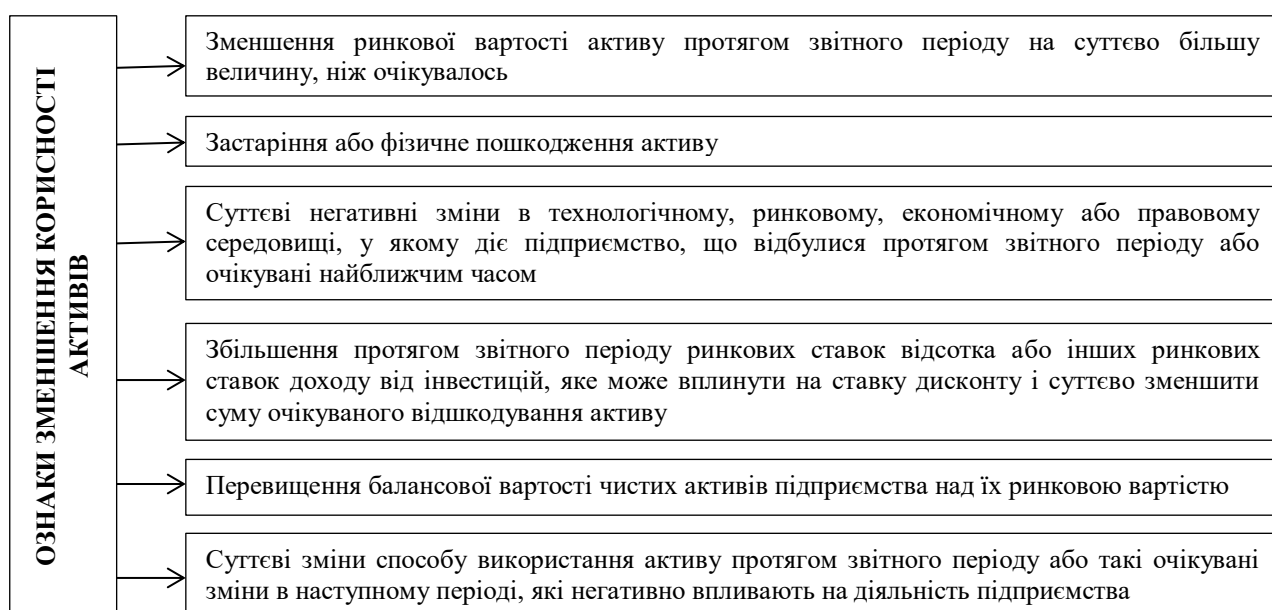 ОЗНАКИ ЗМЕНШЕННЯ КОРИСНОСТІ
АКТИВІВ
Зменшення ринкової вартості активу протягом звітного періоду на суттєво більшу
величину, ніж очікувалось
Застаріння або фізичне пошкодження активу
Суттєві негативні зміни в технологічному, ринковому, економічному або правовому
середовищі, у якому діє підприємство, що відбулися протягом звітного періоду або
очікувані найближчим часом
Збільшення протягом звітного періоду ринкових ставок відсотка або інших ринкових
ставок доходу від інвестицій, яке може вплинути на ставку дисконту і суттєво зменшити
суму очікуваного відшкодування активу
Перевищення балансової вартості чистих активів підприємства над їх ринковою вартістю
Суттєві зміни способу використання активу протягом звітного періоду або такі очікувані
зміни в наступному періоді, які негативно впливають на діяльність підприємства